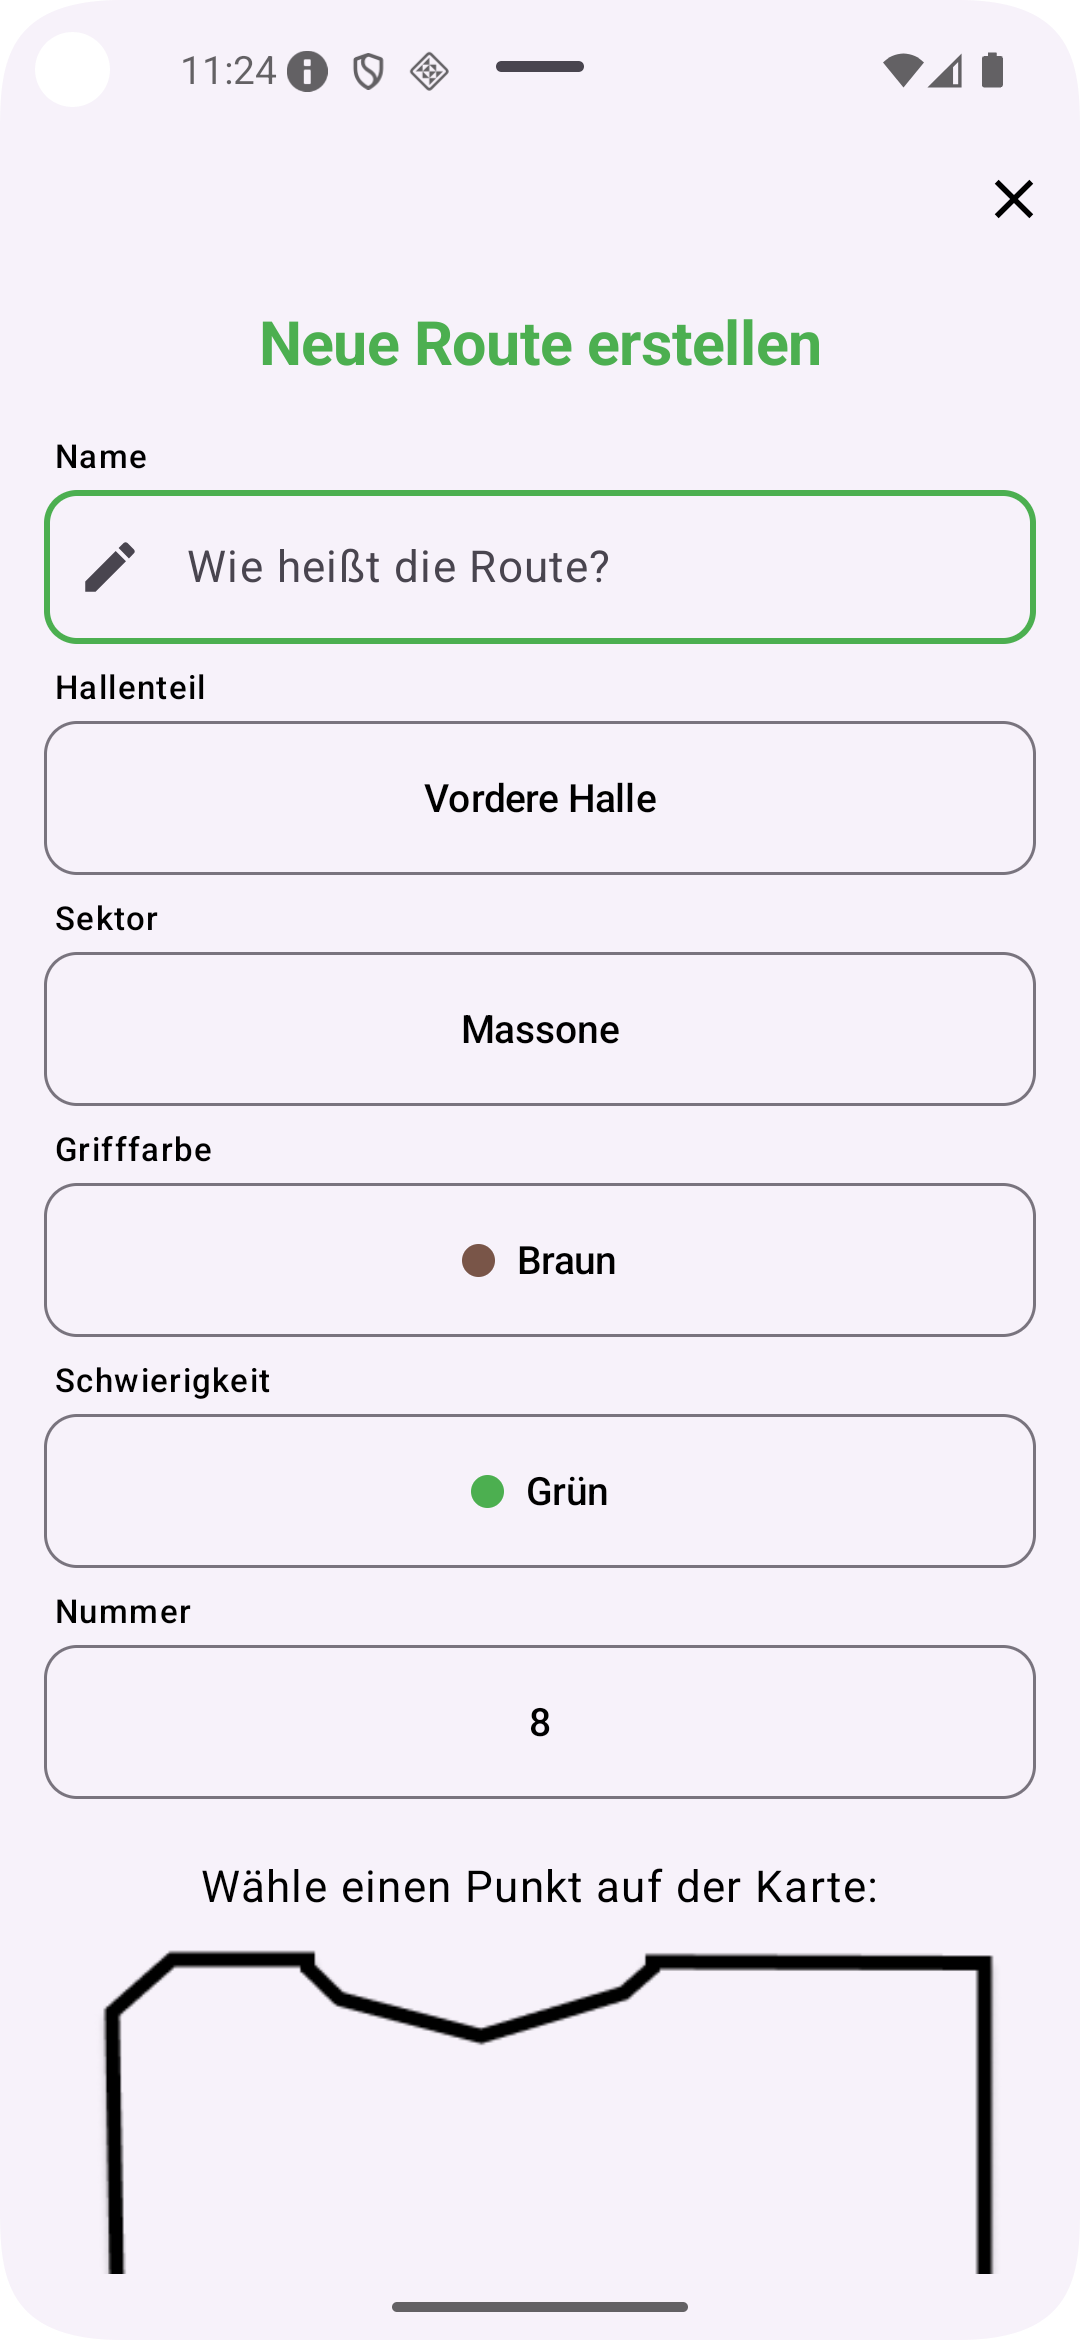 11:24
Neue Route erstellen
Name
Wie heißt die Route?
Hallenteil
Vordere Halle
Sektor
Massone
Grifffarbe
Braun
Schwierigkeit
Grün
Nummer
8
Wähle einen Punkt auf der Karte: